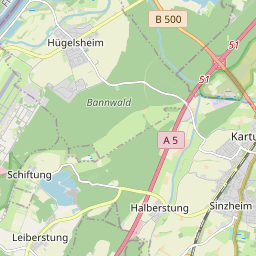 B 500
51
Hügelsheim
51
Bannwald
A 5
Kartu
Schiftung
Halberstung
Sinzheim
Leiberstung